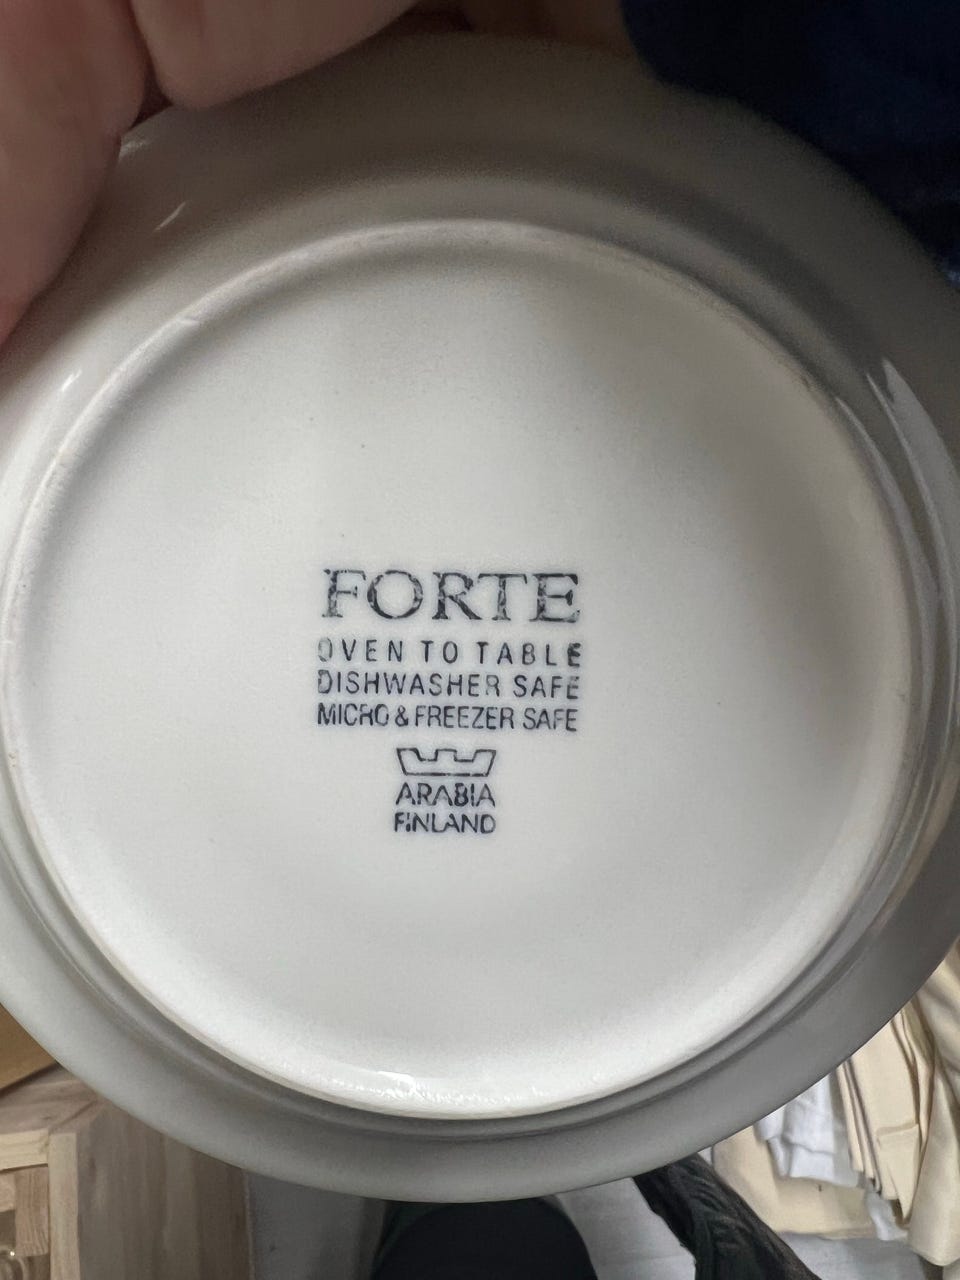 FORTE
OVEN TO TABLE
DISHWASHER SAFE
MICRO & FREEZER SAFE
ARABIA
FINLAND